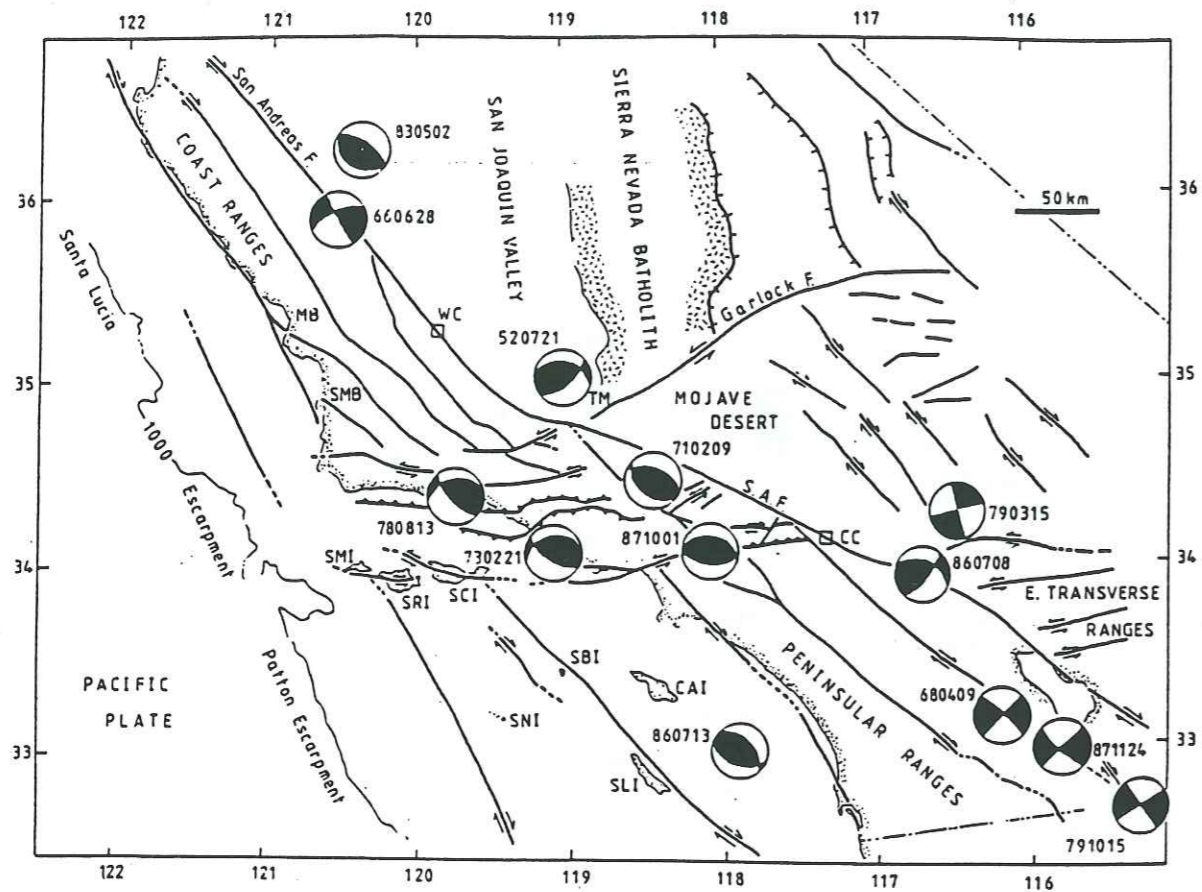 122 121 120 119 118 117 116
San Andreas F.
830502
COAST RANGES
SAN JOAQUIN VALLEY
SIERRA NEVADA BATHOLITH
36
36
50 km
660628
Santa Lucia
WC
MB
Garlock F.
520721
TM
35
35
SMB
MOJAVE
DESERT
1000
710209
Escarpment
S A F
790315
780813
730221
871001
CC
34
34
SMI
SRI
SCI
860708
E. TRANSVERSE
RANGES
PACIFIC
PLATE
Patton Escarpment
SBI
CAI
SNI
PENINSULAR RANGES
680409
33
33
860713
871124
SLI
791015
122 121 120 119 118 117 116